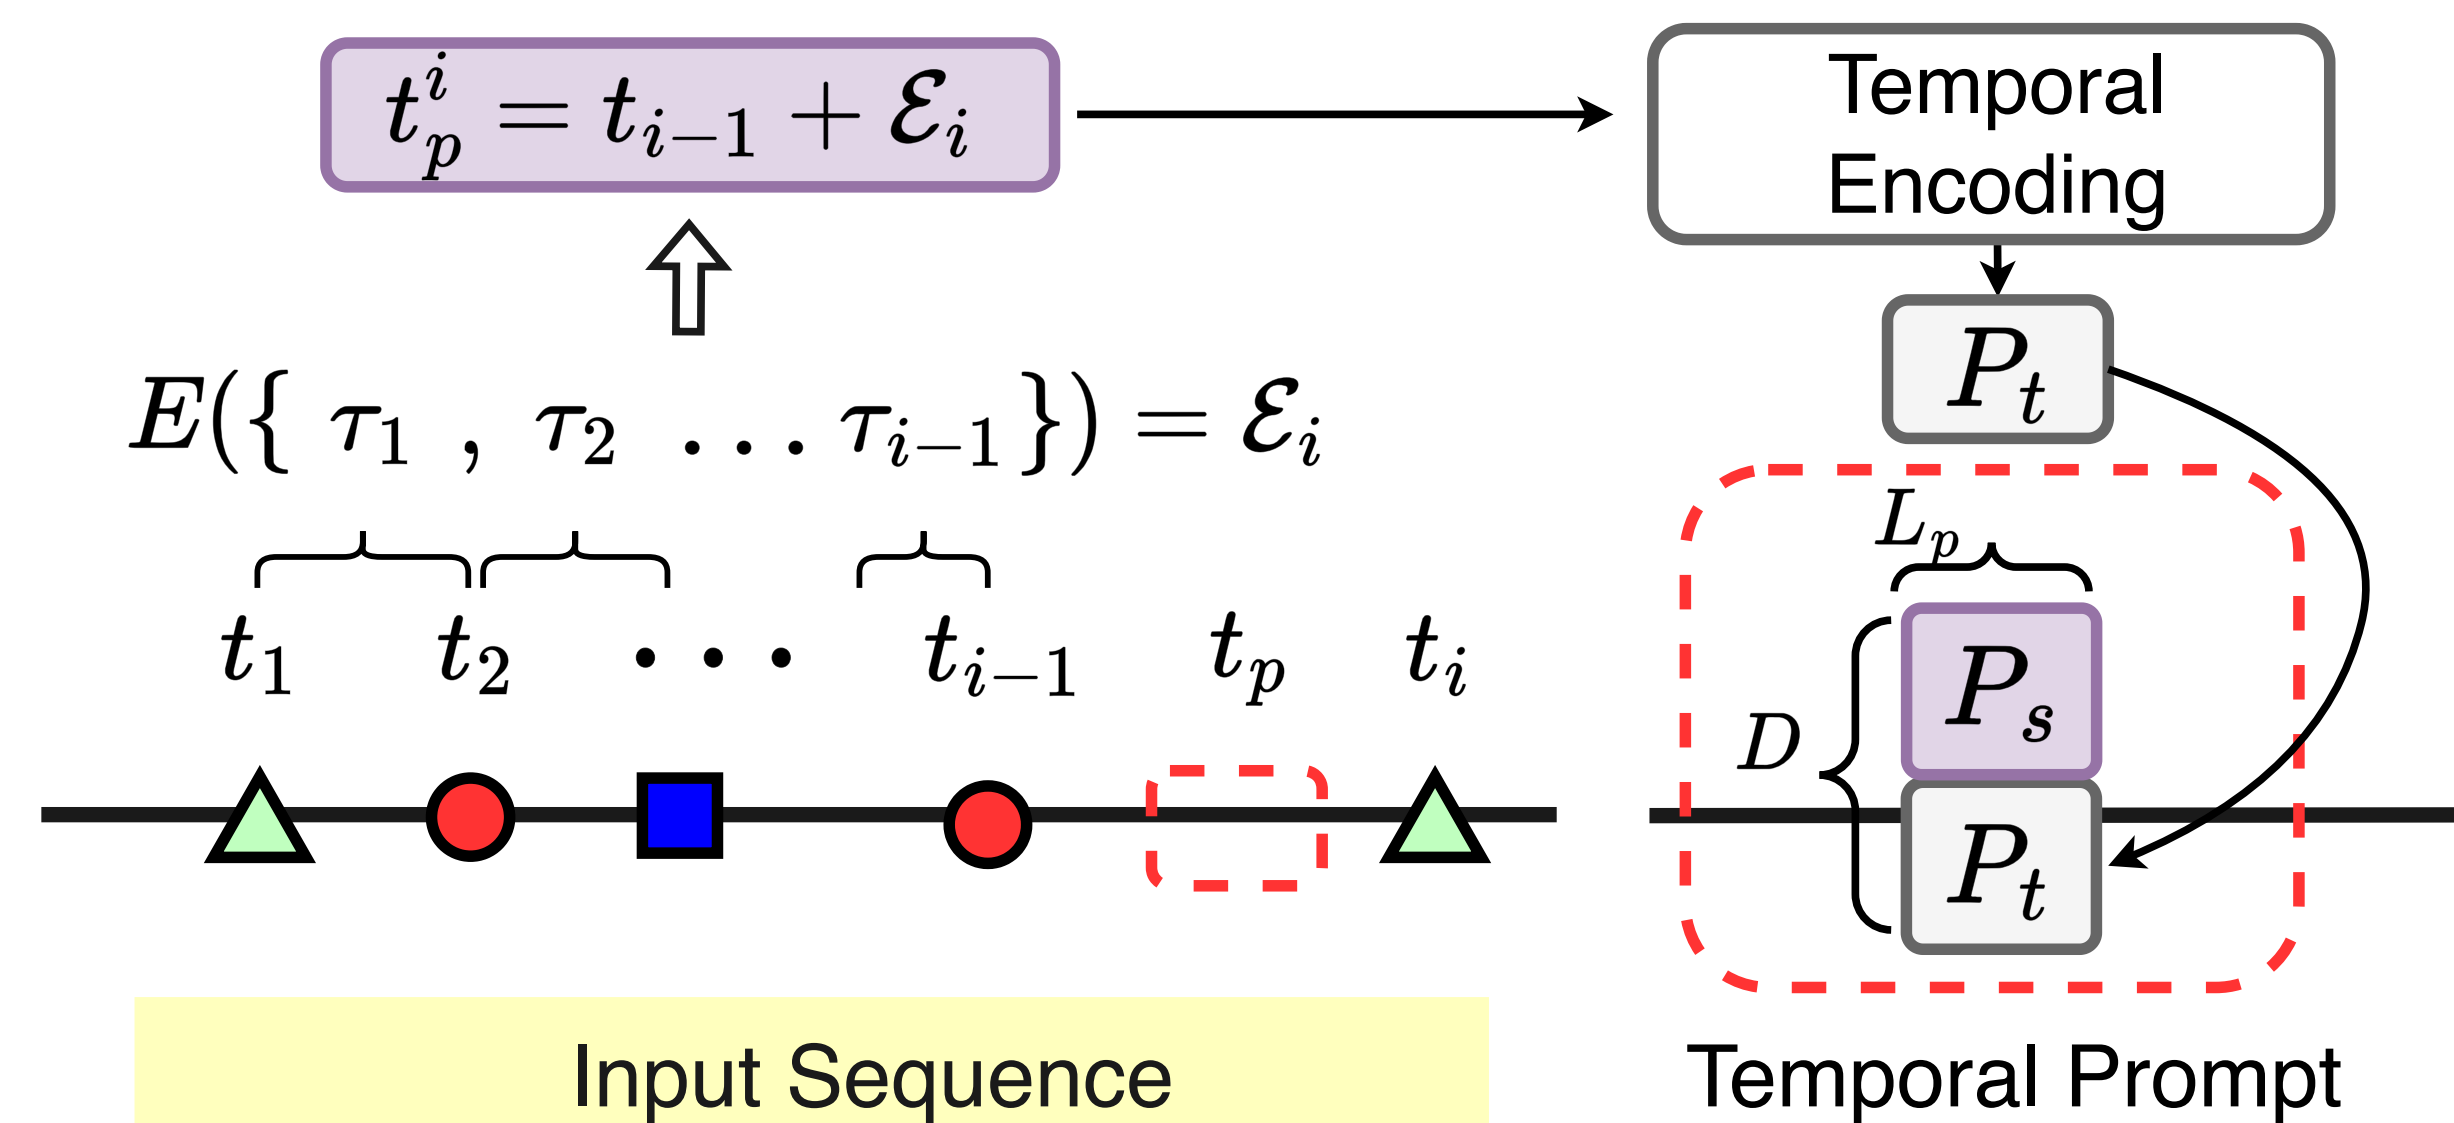 t_p^i = t_{i-1} + ℰ_i
Temporal
Encoding
P_t
E({ τ_1 , τ_2 ... τ_{i-1} }) = ℰ_i
L_p
t_1 t_2 ... t_{i-1} t_p t_i
P_s
D
P_t
Input Sequence
Temporal Prompt